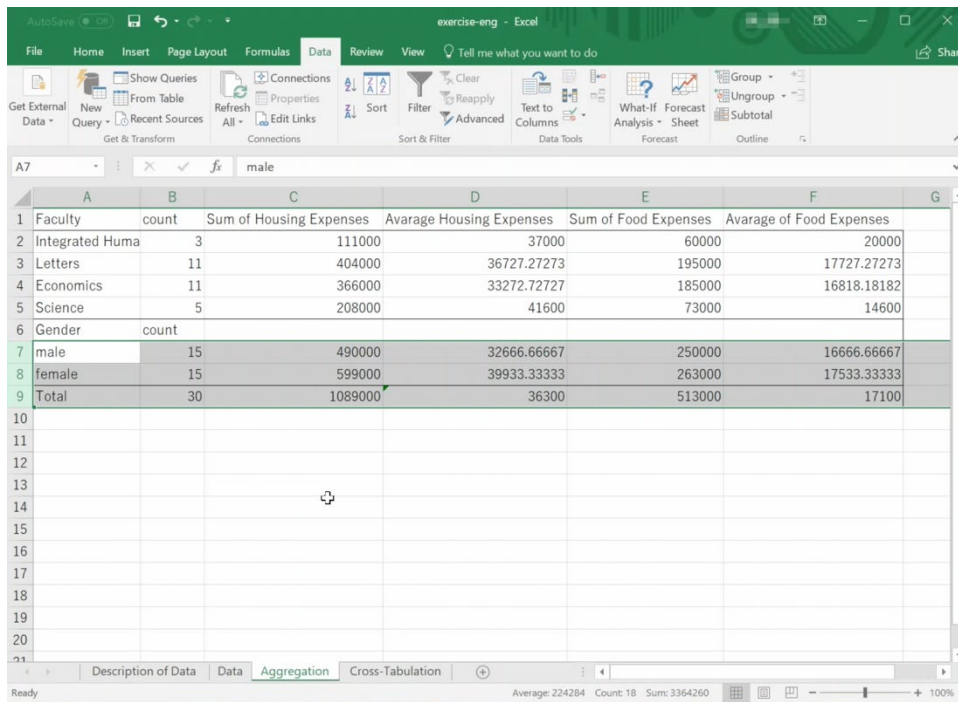 AutoSave Off exercise-eng - Excel
File Home Insert Page Layout Formulas Data Review View Tell me what you want to do Shar
Get External Data
New Query
Show Queries
From Table
Recent Sources
Get & Transform
Refresh All
Connections
Properties
Edit Links
Connections
Sort
Filter
Clear
Reapply
Advanced
Sort & Filter
Text to Columns
Data Tools
What-If Analysis
Forecast Sheet
Forecast
Group
Ungroup
Subtotal
Outline
A7 fx male
A B C D E F G
1 Faculty count Sum of Housing Expenses Avarage Housing Expenses Sum of Food Expenses Avarage of Food Expenses
2 Integrated Huma 3 111000 37000 60000 20000
3 Letters 11 404000 36727.27273 195000 17727.27273
4 Economics 11 366000 33272.72727 185000 16818.18182
5 Science 5 208000 41600 73000 14600
6 Gender count
7 male 15 490000 32666.66667 250000 16666.66667
8 female 15 599000 39933.33333 263000 17533.33333
9 Total 30 1089000 36300 513000 17100
10
11
12
13
14
15
16
17
18
19
20
21
Description of Data Data Aggregation Cross-Tabulation
Ready Average: 224284 Count: 18 Sum: 3364260 100%